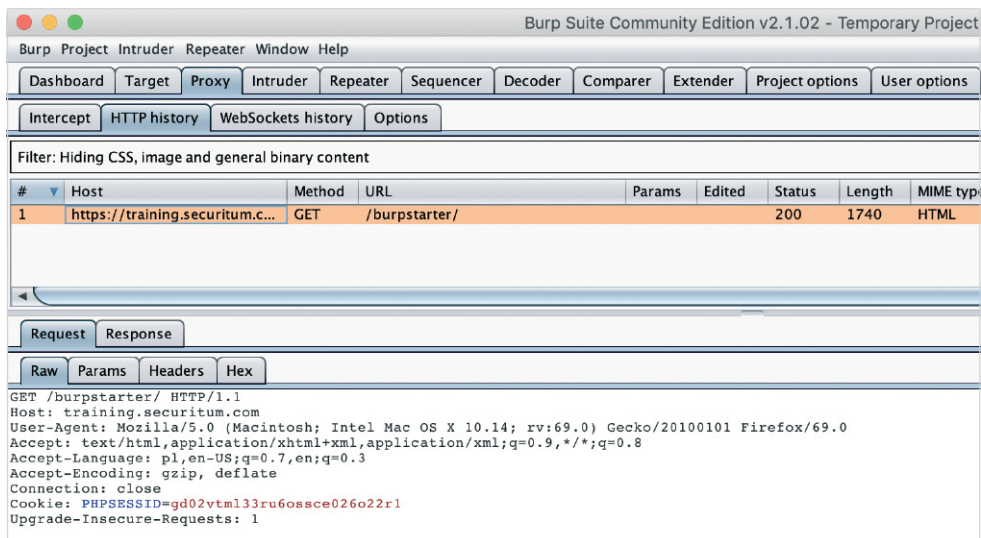 Burp Suite Community Edition v2.1.02 - Temporary Project
Burp Project Intruder Repeater Window Help
Dashboard Target Proxy Intruder Repeater Sequencer Decoder Comparer Extender Project options User options
Intercept HTTP history WebSockets history Options
Filter: Hiding CSS, image and general binary content
# Host Method URL Params Edited Status Length MIME type
1 https://training.securitum.c... GET /burpstarter/ 200 1740 HTML
Request Response
Raw Params Headers Hex
GET /burpstarter/ HTTP/1.1
Host: training.securitum.com
User-Agent: Mozilla/5.0 (Macintosh; Intel Mac OS X 10.14; rv:69.0) Gecko/20100101 Firefox/69.0
Accept: text/html,application/xhtml+xml,application/xml;q=0.9,*/*;q=0.8
Accept-Language: pl,en-US;q=0.7,en;q=0.3
Accept-Encoding: gzip, deflate
Connection: close
Cookie: PHPSESSID=gd02vtml33ru6ossce026o22r1
Upgrade-Insecure-Requests: 1